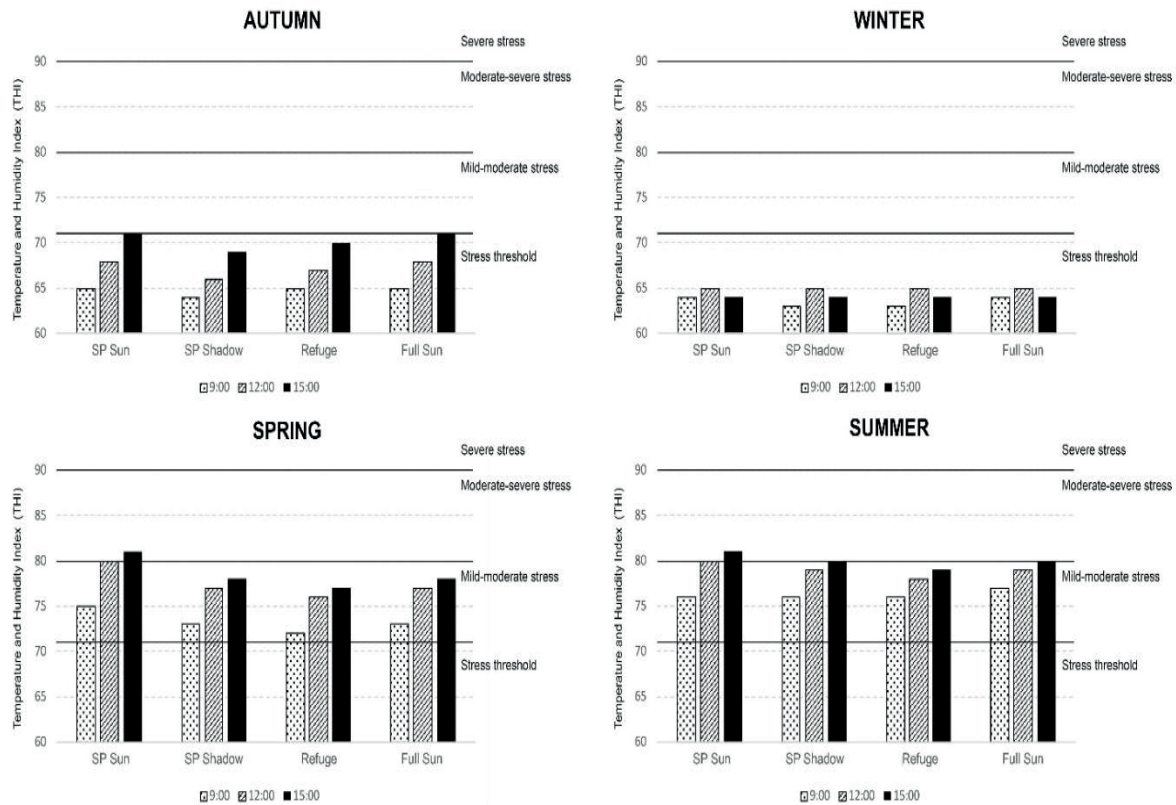 AUTUMN
Temperature and Humidity Index (THI)
90
85
80
75
70
65
60
Severe stress
Moderate-severe stress
Mild-moderate stress
Stress threshold
SP Sun SP Shadow Refuge Full Sun
9:00 12:00 15:00
WINTER
Temperature and Humidity Index (THI)
90
85
80
75
70
65
60
Severe stress
Moderate-severe stress
Mild-moderate stress
Stress threshold
SP Sun SP Shadow Refuge Full Sun
9:00 12:00 15:00
SPRING
Temperature and Humidity Index (THI)
90
85
80
75
70
65
60
Severe stress
Moderate-severe stress
Mild-moderate stress
Stress threshold
SP Sun SP Shadow Refuge Full Sun
9:00 12:00 15:00
SUMMER
Temperature and Humidity Index (THI)
90
85
80
75
70
65
60
Severe stress
Moderate-severe stress
Mild-moderate stress
Stress threshold
SP Sun SP Shadow Refuge Full Sun
9:00 12:00 15:00